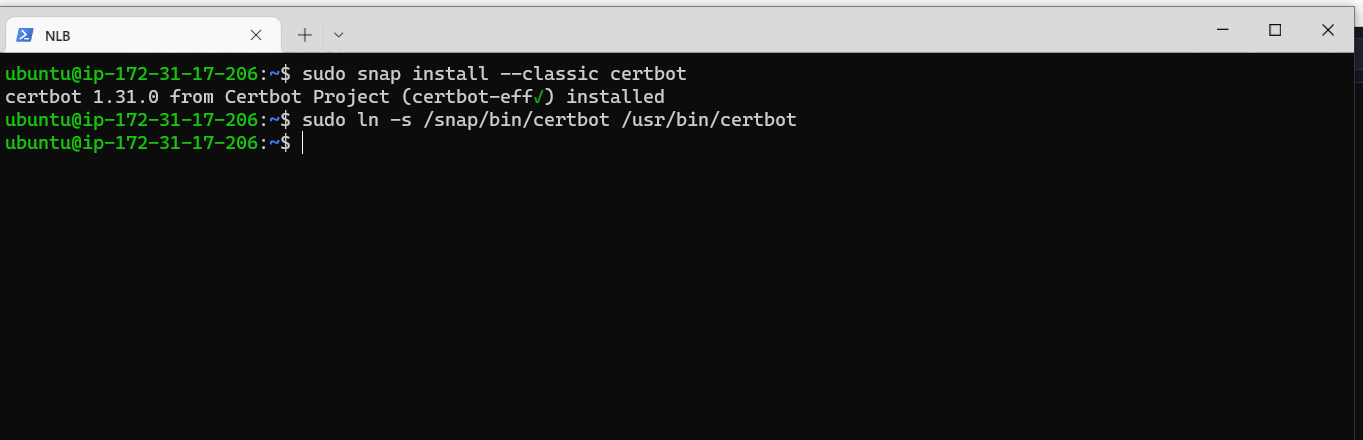 NLB
ubuntu@ip-172-31-17-206:~$ sudo snap install --classic certbot
certbot 1.31.0 from Certbot Project (certbot-eff✓) installed
ubuntu@ip-172-31-17-206:~$ sudo ln -s /snap/bin/certbot /usr/bin/certbot
ubuntu@ip-172-31-17-206:~$